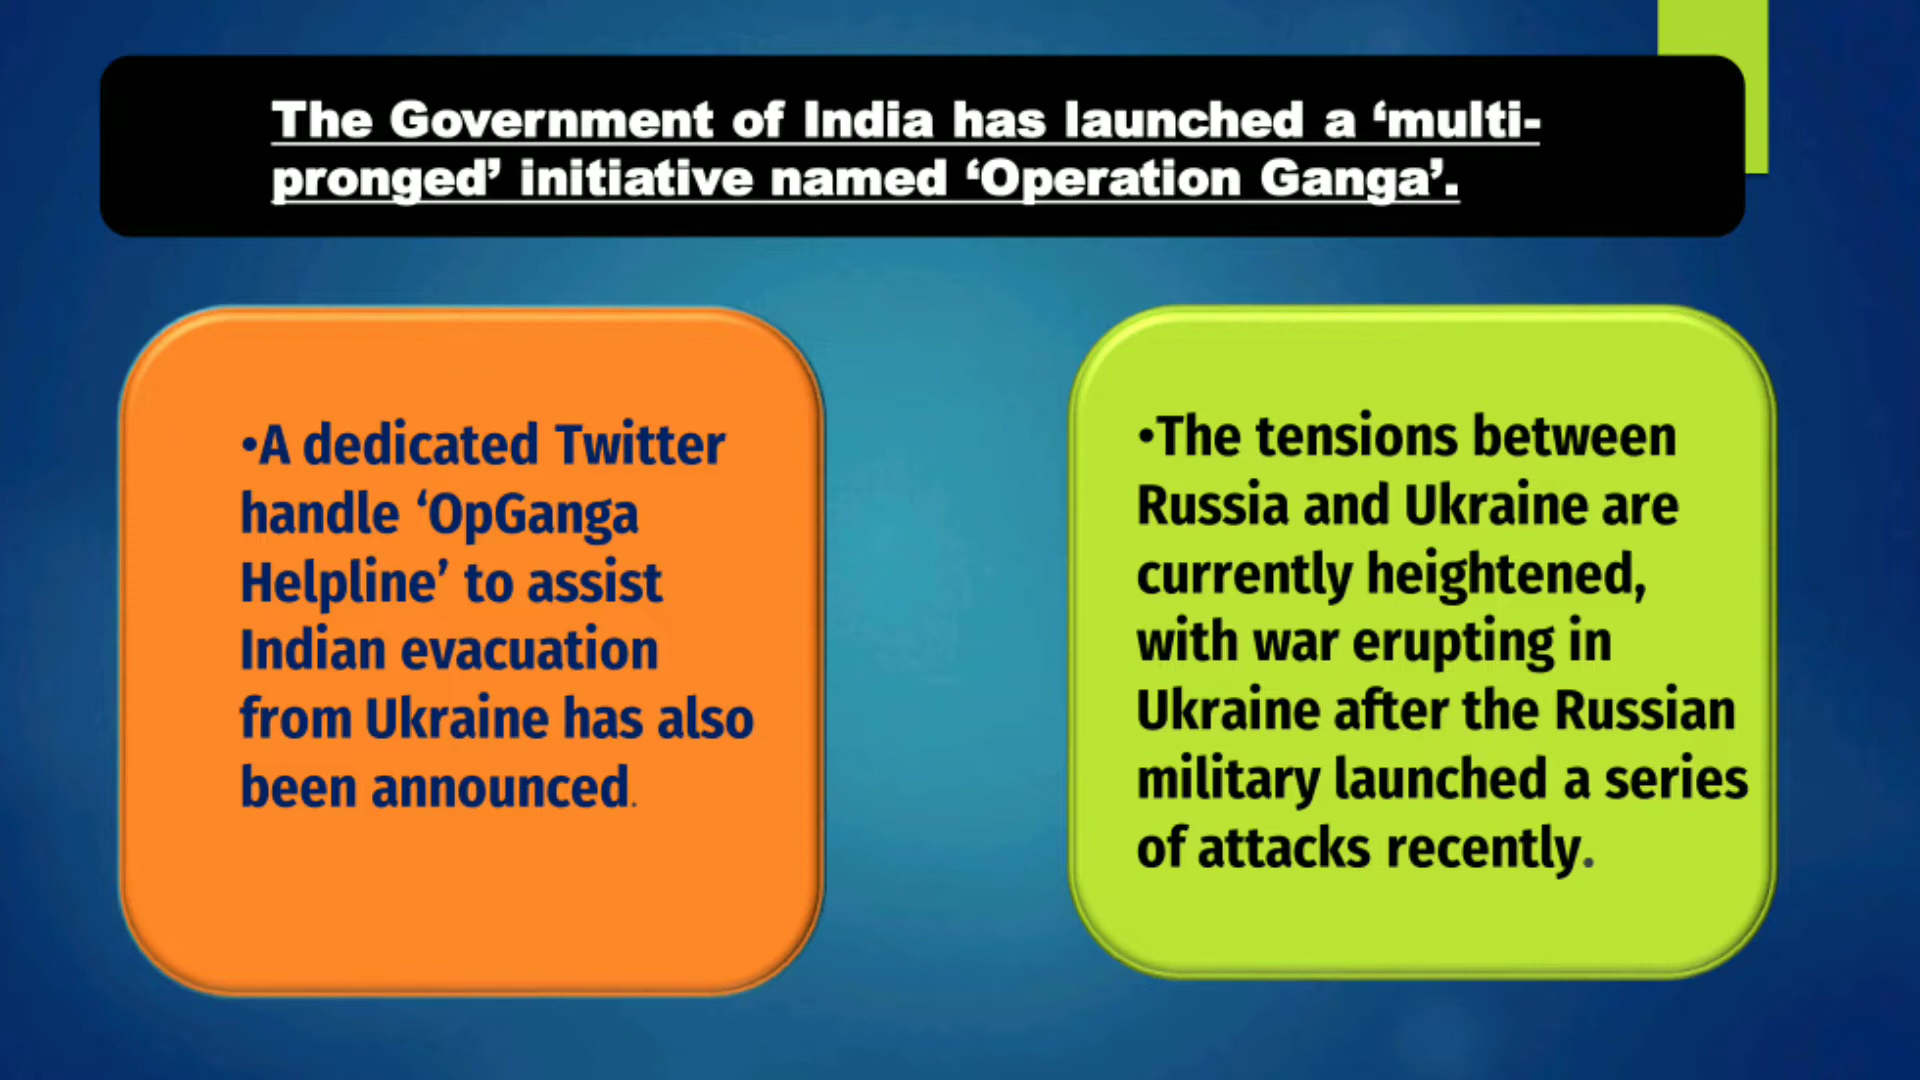 The Government of India has launched a ‘multi-
pronged’ initiative named ‘Operation Ganga’.
•A dedicated Twitter
handle ‘OpGanga
Helpline’ to assist
Indian evacuation
from Ukraine has also
been announced.
•The tensions between
Russia and Ukraine are
currently heightened,
with war erupting in
Ukraine after the Russian
military launched a series
of attacks recently.